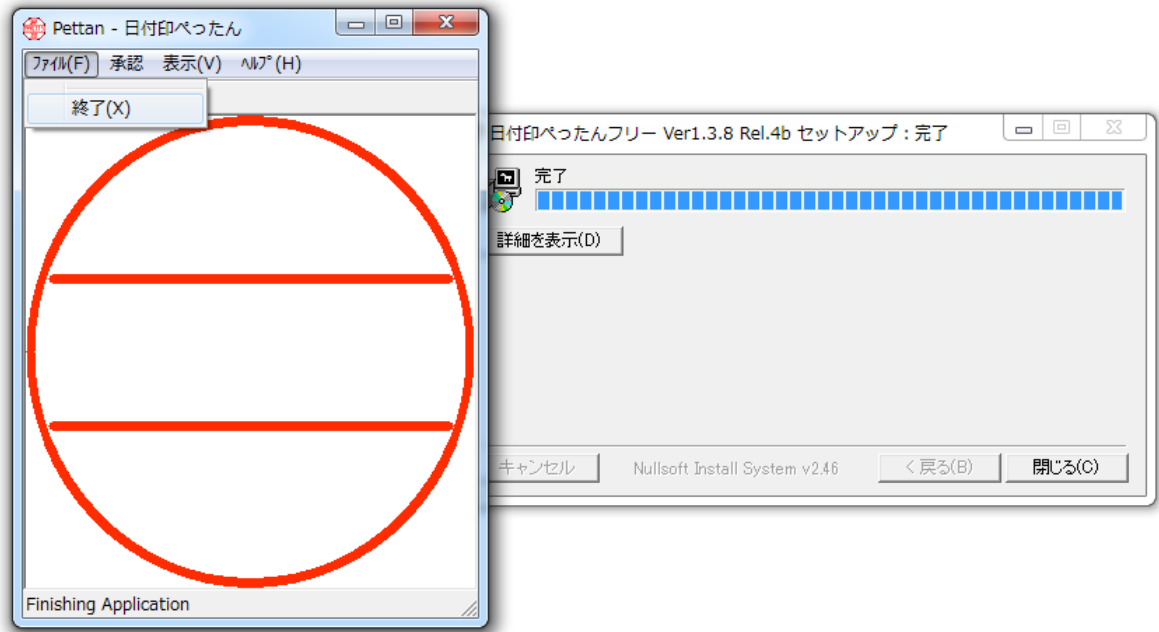 Pettan - 日付印ぺったん
ﾌｧｲﾙ(F) 承認 表示(V) ﾍﾙﾌﾟ(H)
終了(X)
Finishing Application
日付印ぺったんフリー Ver1.3.8 Rel.4b セットアップ：完了
完了
詳細を表示(D)
キャンセル
Nullsoft Install System v2.46
< 戻る(B)
閉じる(C)